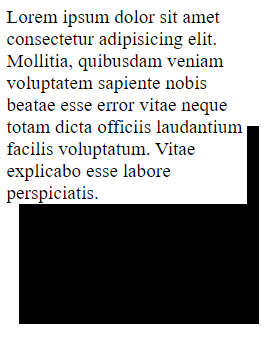 Lorem ipsum dolor sit amet
consectetur adipisicing elit.
Mollitia, quibusdam veniam
voluptatem sapiente nobis
beatae esse error vitae neque
totam dicta officiis laudantium
facilis voluptatum. Vitae
explicabo esse labore
perspiciatis.